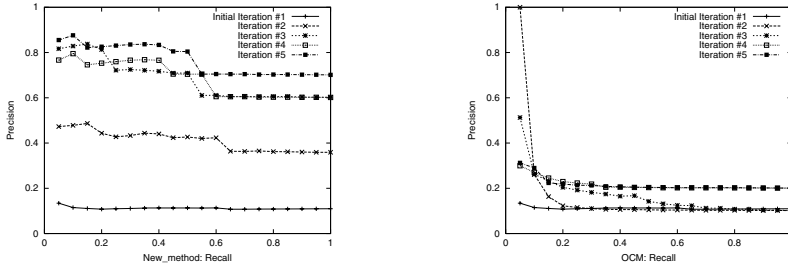 1
0.8
0.6
0.4
0.2
0
Precision
0
0.2
0.4
0.6
0.8
1
New_method: Recall
Initial Iteration #1
Iteration #2
Iteration #3
Iteration #4
Iteration #5
1
0.8
0.6
0.4
0.2
0
Precision
0
0.2
0.4
0.6
0.8
OCM: Recall
Initial Iteration #1
Iteration #2
Iteration #3
Iteration #4
Iteration #5